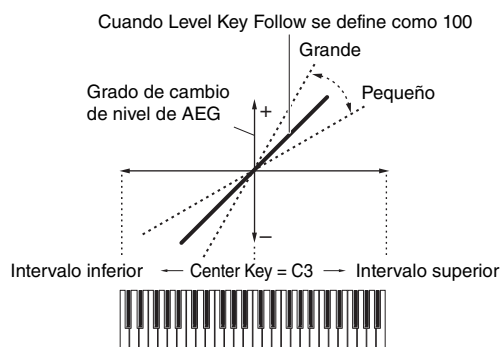 Cuando Level Key Follow se define como 100
Grande
Pequeño
Grado de cambio
de nivel de AEG
+
–
Intervalo inferior
Center Key = C3
Intervalo superior